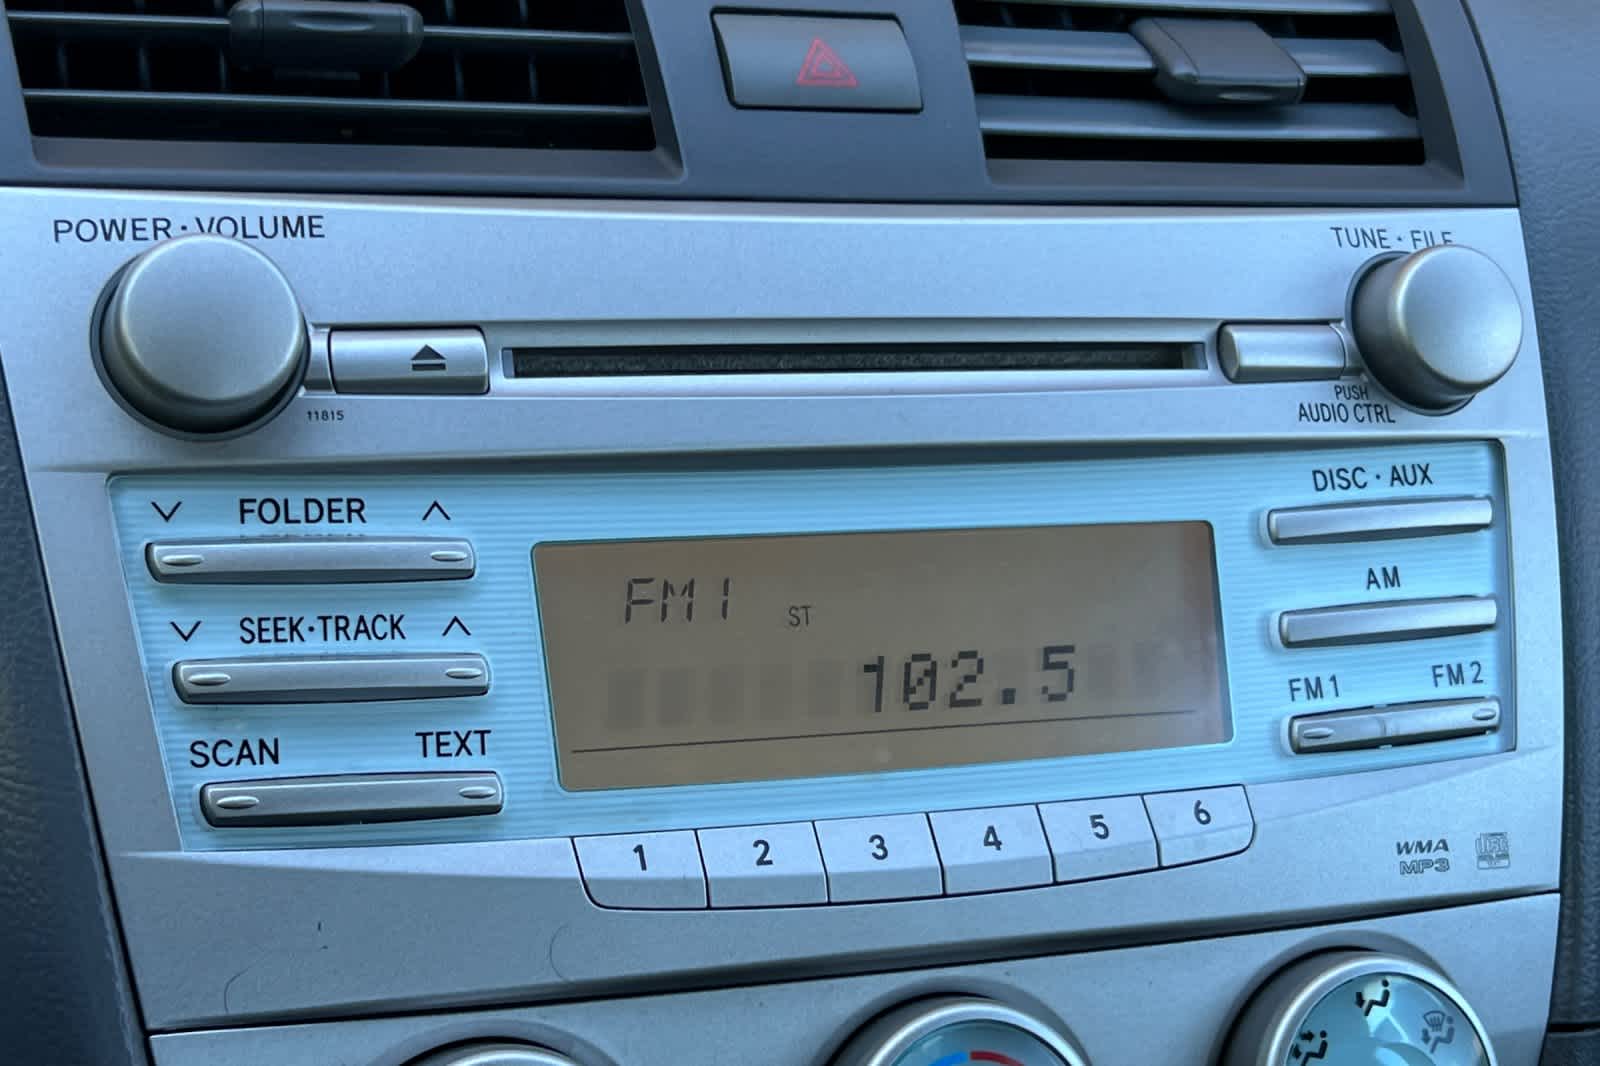 POWER・VOLUME
TUNE・FILE
11815
PUSH
AUDIO CTRL
FOLDER
DISC・AUX
SEEK・TRACK
AM
FM1 ST
102.5
FM1 FM2
SCAN TEXT
1 2 3 4 5 6
WMA
MP3